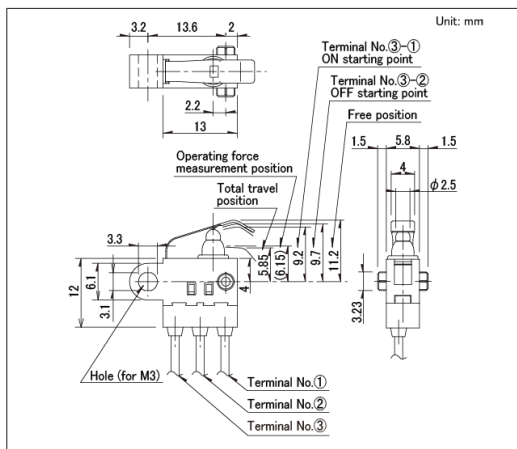 Unit: mm
3.2
13.6
2
Terminal No.③-①
ON starting point
Terminal No.③-②
OFF starting point
Free position
2.2
13
1.5
5.8
1.5
4
φ2.5
Operating force
measurement position
Total travel
position
3.3
12
6.1
3.1
4
5.85
(6.15)
9.2
9.7
11.2
3.23
Hole (for M3)
Terminal No.①
Terminal No.②
Terminal No.③